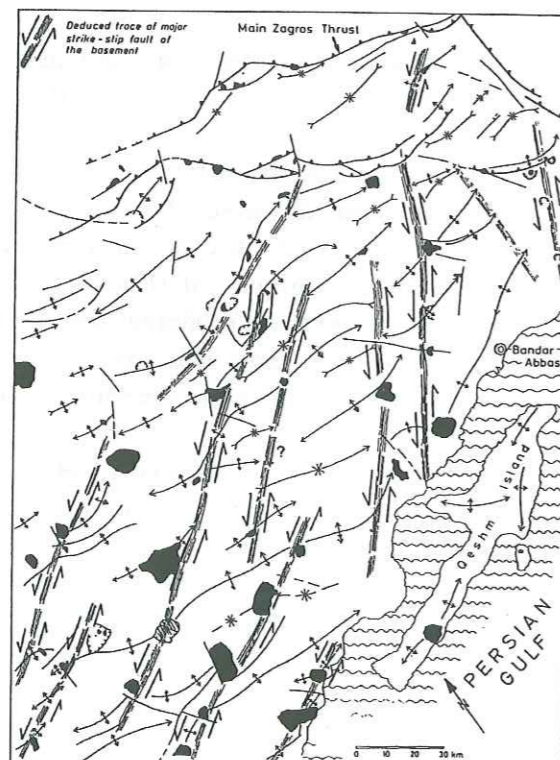 Deduced trace of major
strike-slip fault of
the basement
Main Zagros Thrust
Bandar
Abbas
Qeshm Island
?
PERSIAN
GULF
N
0 10 20 30 km